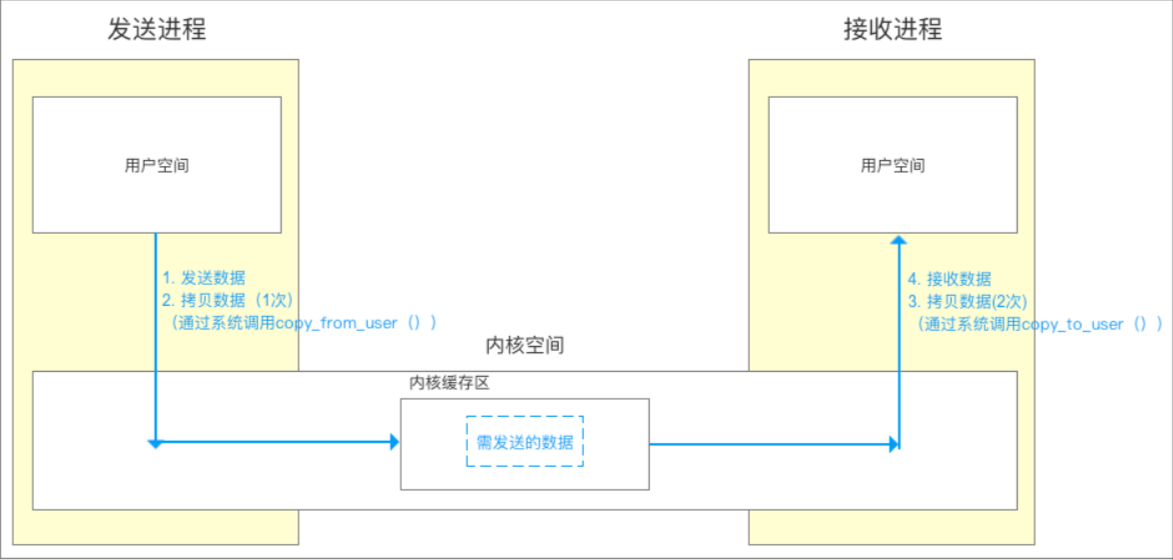 发送进程
接收进程
用户空间
用户空间
1. 发送数据
2. 拷贝数据（1次）
（通过系统调用copy_from_user（））
4. 接收数据
3. 拷贝数据(2次)
（通过系统调用copy_to_user（））
内核空间
内核缓存区
需发送的数据